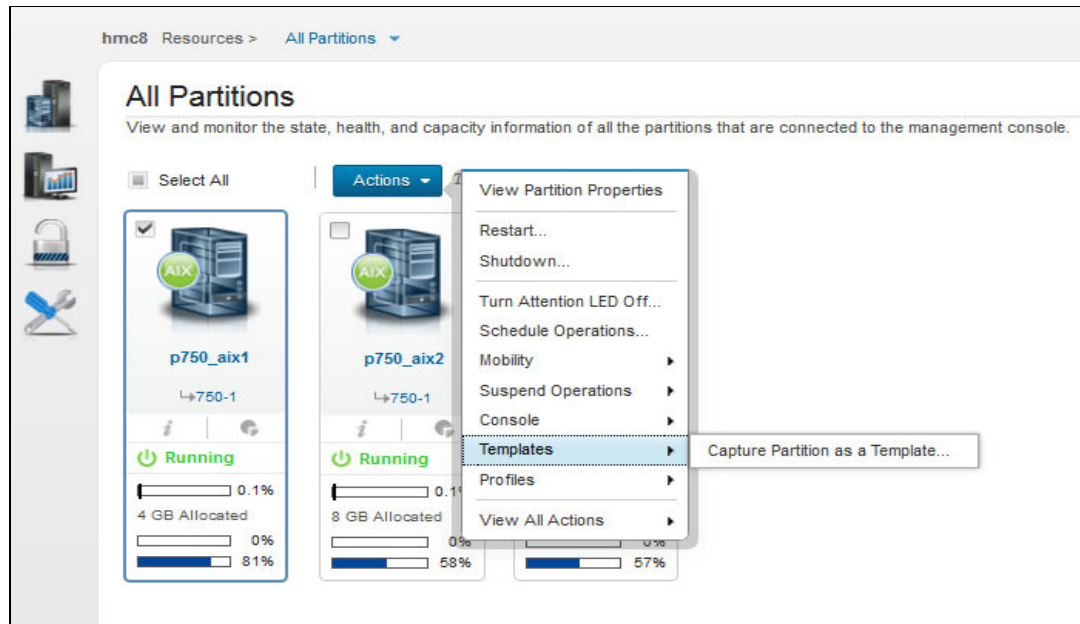 hmc8 Resources > All Partitions
All Partitions
View and monitor the state, health, and capacity information of all the partitions that are connected to the management console.
Select All
Actions
AIX
p750_aix1
750-1
i
Running
0.1%
4 GB Allocated
0%
81%
AIX
p750_aix2
750-1
i
Running
8 GB Allocated
0%
58%
57%
View Partition Properties
Restart...
Shutdown...
Turn Attention LED Off...
Schedule Operations...
Mobility
Suspend Operations
Console
Templates
Capture Partition as a Template...
Profiles
View All Actions